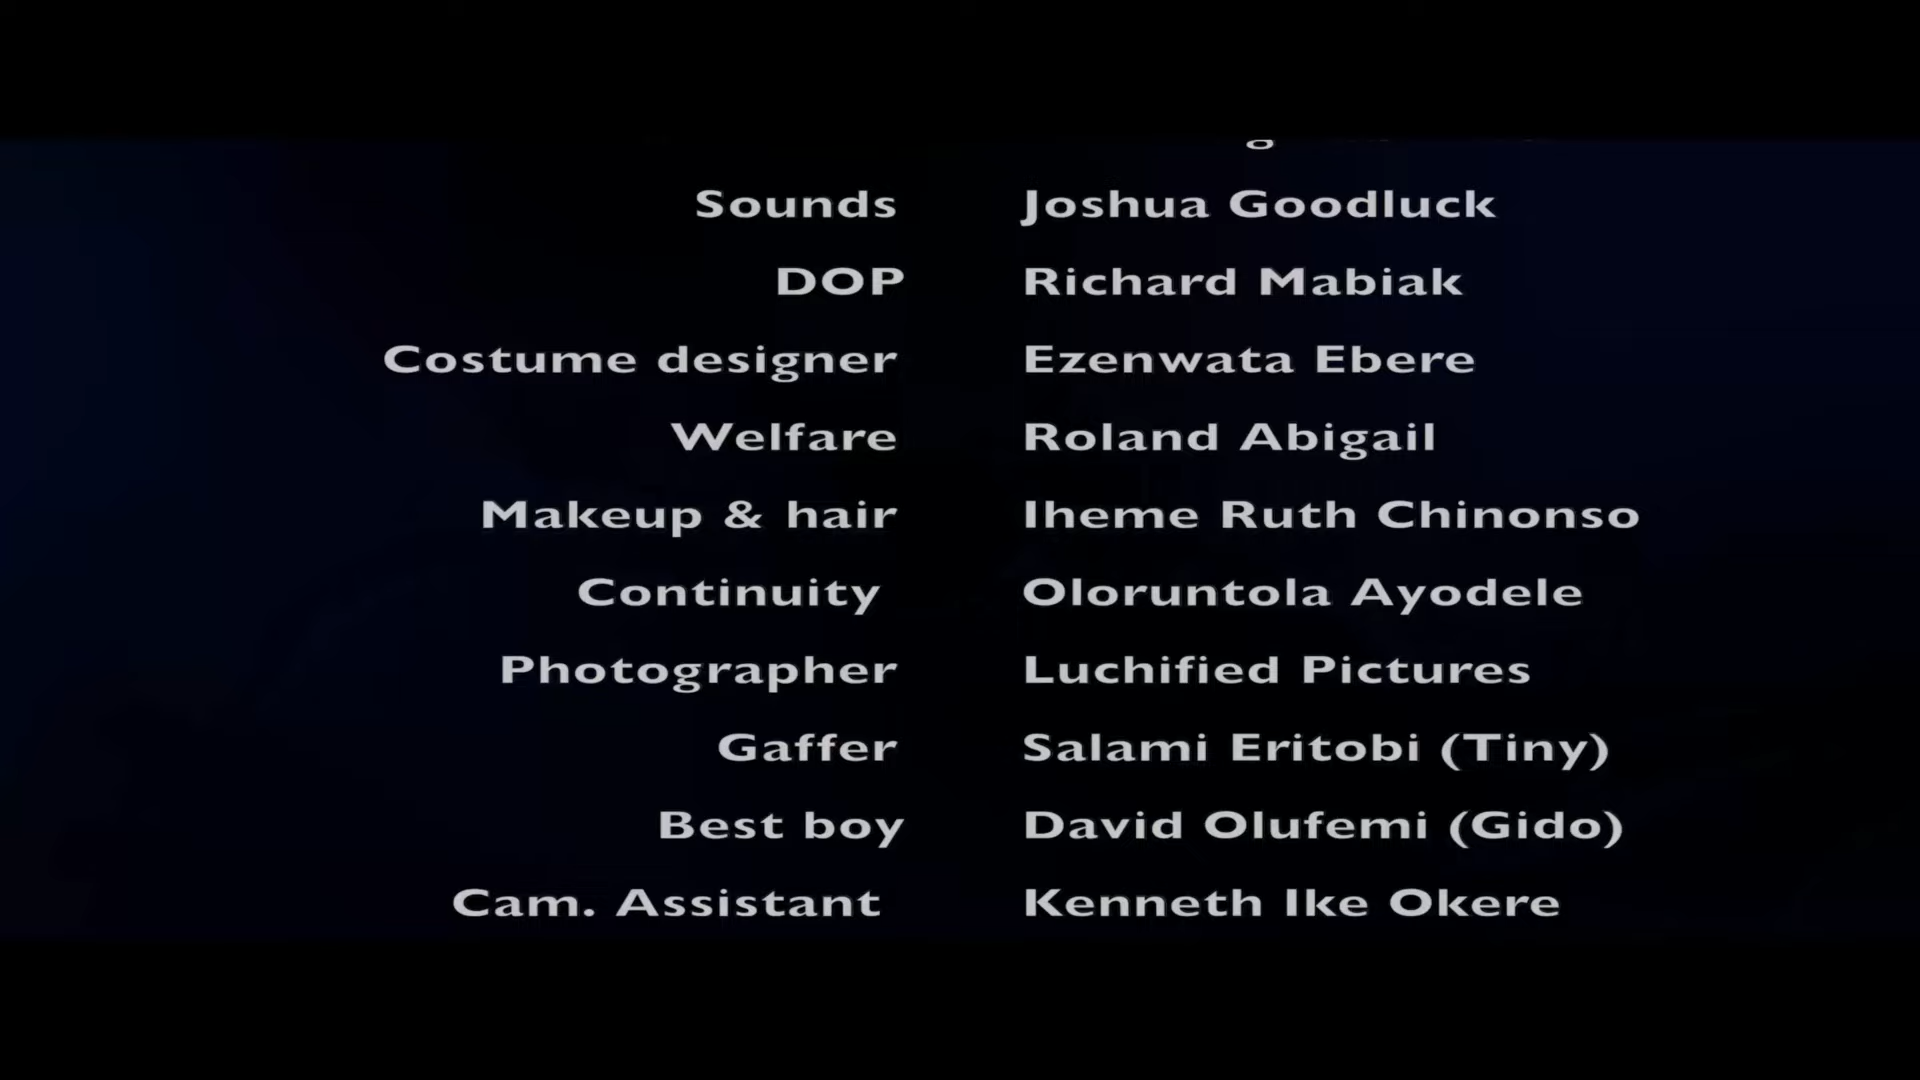 Sounds Joshua Goodluck
DOP Richard Mabiak
Costume designer Ezenwata Ebere
Welfare Roland Abigail
Makeup & hair Iheme Ruth Chinonso
Continuity Oloruntola Ayodele
Photographer Luchified Pictures
Gaffer Salami Eritobi (Tiny)
Best boy David Olufemi (Gido)
Cam. Assistant Kenneth Ike Okere